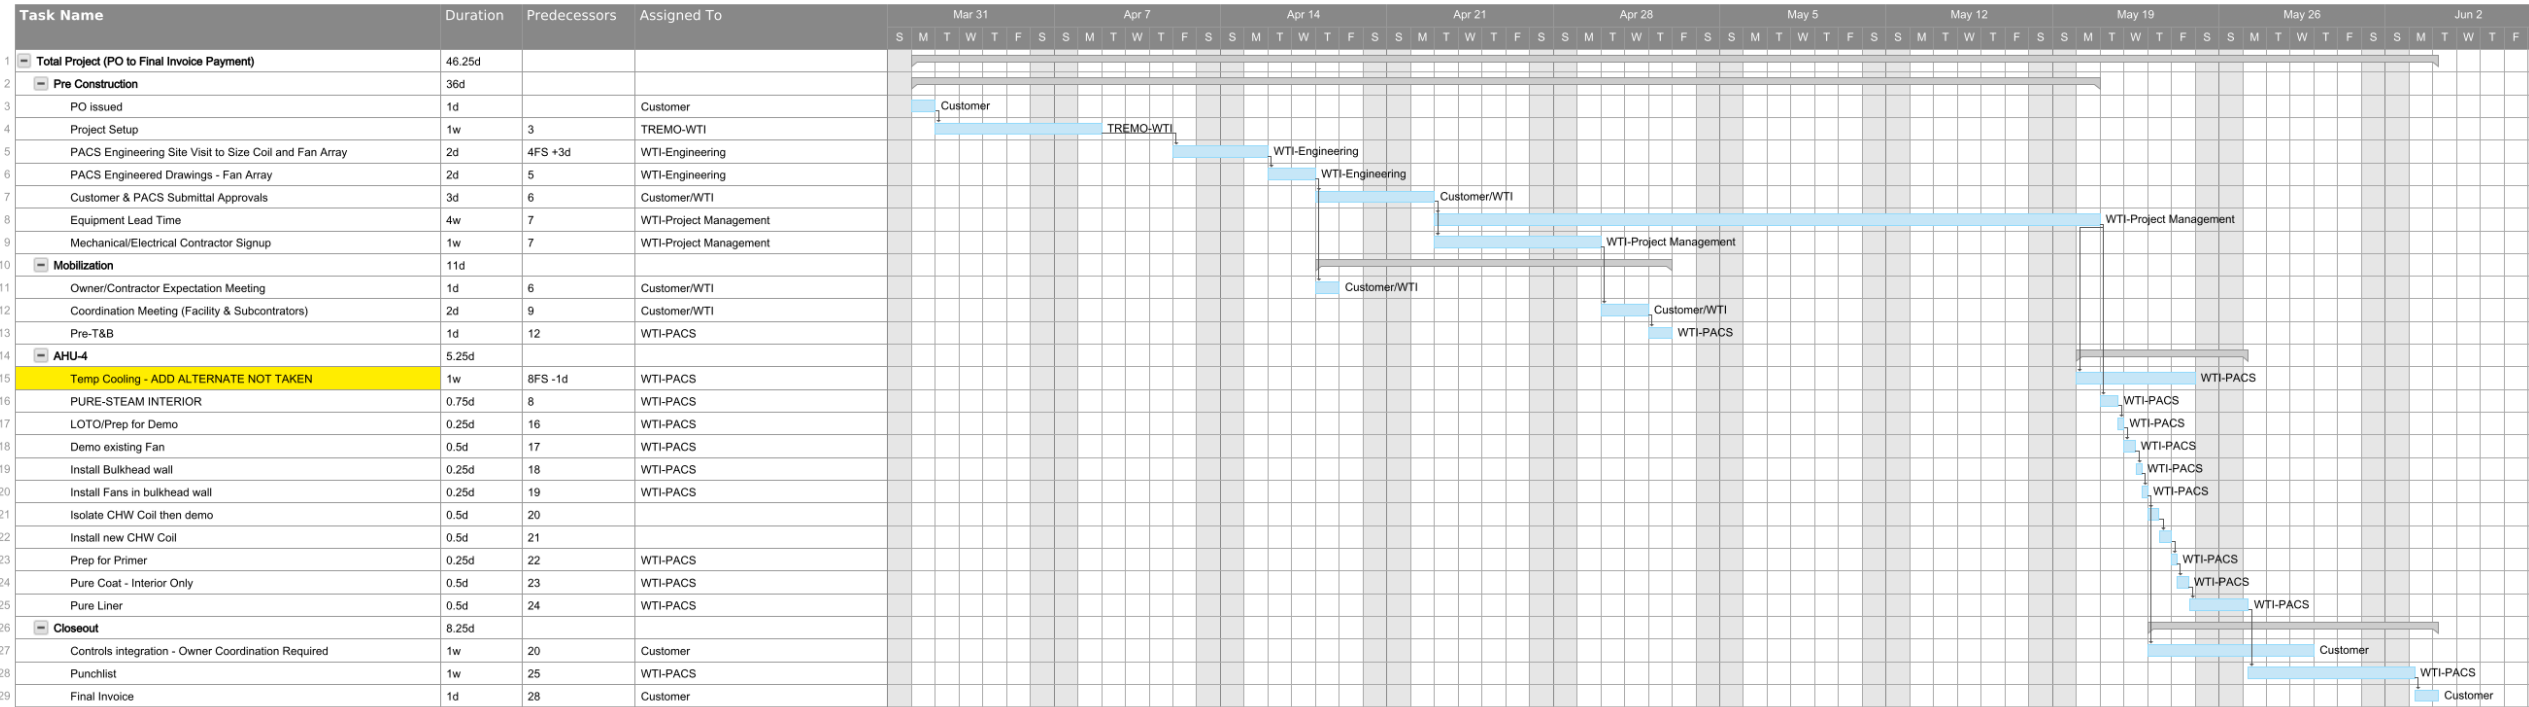 Task Name Duration Predecessors Assigned To Mar 31 Apr 7 Apr 14 Apr 21 Apr 28 May 5 May 12 May 19 May 26 Jun 2
S M T W T F S S M T W T F S S M T W T F S S M T W T F S S M T W T F S S M T W T F S S M T W T F S S M T W T F S S M T W T F S S M T W T F
1 Total Project (PO to Final Invoice Payment) 46.25d
2 Pre Construction 36d
3 PO issued 1d Customer Customer
4 Project Setup 1w 3 TREMO-WTI TREMO-WTI
5 PACS Engineering Site Visit to Size Coil and Fan Array 2d 4FS +3d WTI-Engineering WTI-Engineering
6 PACS Engineered Drawings - Fan Array 2d 5 WTI-Engineering WTI-Engineering
7 Customer & PACS Submittal Approvals 3d 6 Customer/WTI Customer/WTI
8 Equipment Lead Time 4w 7 WTI-Project Management WTI-Project Management
9 Mechanical/Electrical Contractor Signup 1w 7 WTI-Project Management WTI-Project Management
10 Mobilization 11d
11 Owner/Contractor Expectation Meeting 1d 6 Customer/WTI Customer/WTI
12 Coordination Meeting (Facility & Subcontrators) 2d 9 Customer/WTI Customer/WTI
13 Pre-T&B 1d 12 WTI-PACS WTI-PACS
14 AHU-4 5.25d
15 Temp Cooling - ADD ALTERNATE NOT TAKEN 1w 8FS -1d WTI-PACS WTI-PACS
16 PURE-STEAM INTERIOR 0.75d 8 WTI-PACS WTI-PACS
17 LOTO/Prep for Demo 0.25d 16 WTI-PACS WTI-PACS
18 Demo existing Fan 0.5d 17 WTI-PACS WTI-PACS
19 Install Bulkhead wall 0.25d 18 WTI-PACS WTI-PACS
20 Install Fans in bulkhead wall 0.25d 19 WTI-PACS WTI-PACS
21 Isolate CHW Coil then demo 0.5d 20
22 Install new CHW Coil 0.5d 21
23 Prep for Primer 0.25d 22 WTI-PACS WTI-PACS
24 Pure Coat - Interior Only 0.5d 23 WTI-PACS WTI-PACS
25 Pure Liner 0.5d 24 WTI-PACS WTI-PACS
26 Closeout 8.25d
27 Controls integration - Owner Coordination Required 1w 20 Customer Customer
28 Punchlist 1w 25 WTI-PACS WTI-PACS
29 Final Invoice 1d 28 Customer Customer